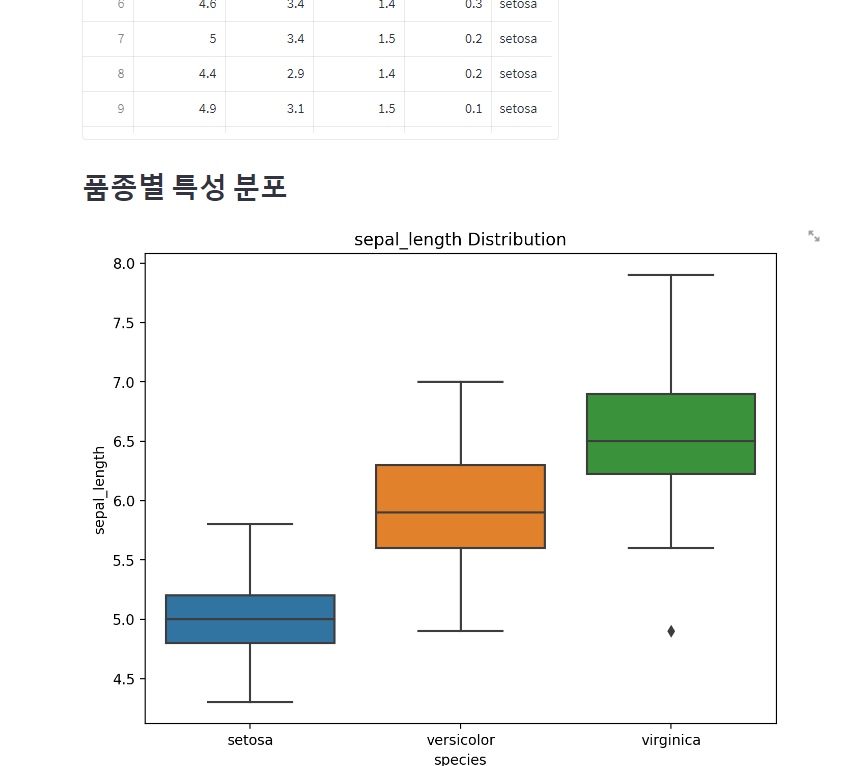 6 4.6 3.4 1.4 0.3 setosa
7 5 3.4 1.5 0.2 setosa
8 4.4 2.9 1.4 0.2 setosa
9 4.9 3.1 1.5 0.1 setosa
품종별 특성 분포
sepal_length Distribution
8.0
7.5
7.0
6.5
6.0
5.5
5.0
4.5
sepal_length
setosa versicolor virginica
species